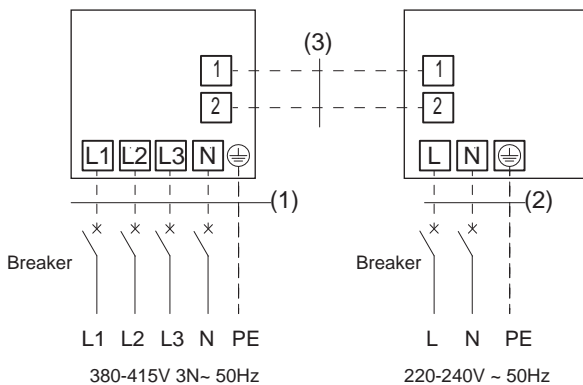 (3)
1 1
2 2
L1 L2 L3 N L N
(1) (2)
Breaker Breaker
L1 L2 L3 N PE L N PE
380-415V 3N~ 50Hz 220-240V ~ 50Hz